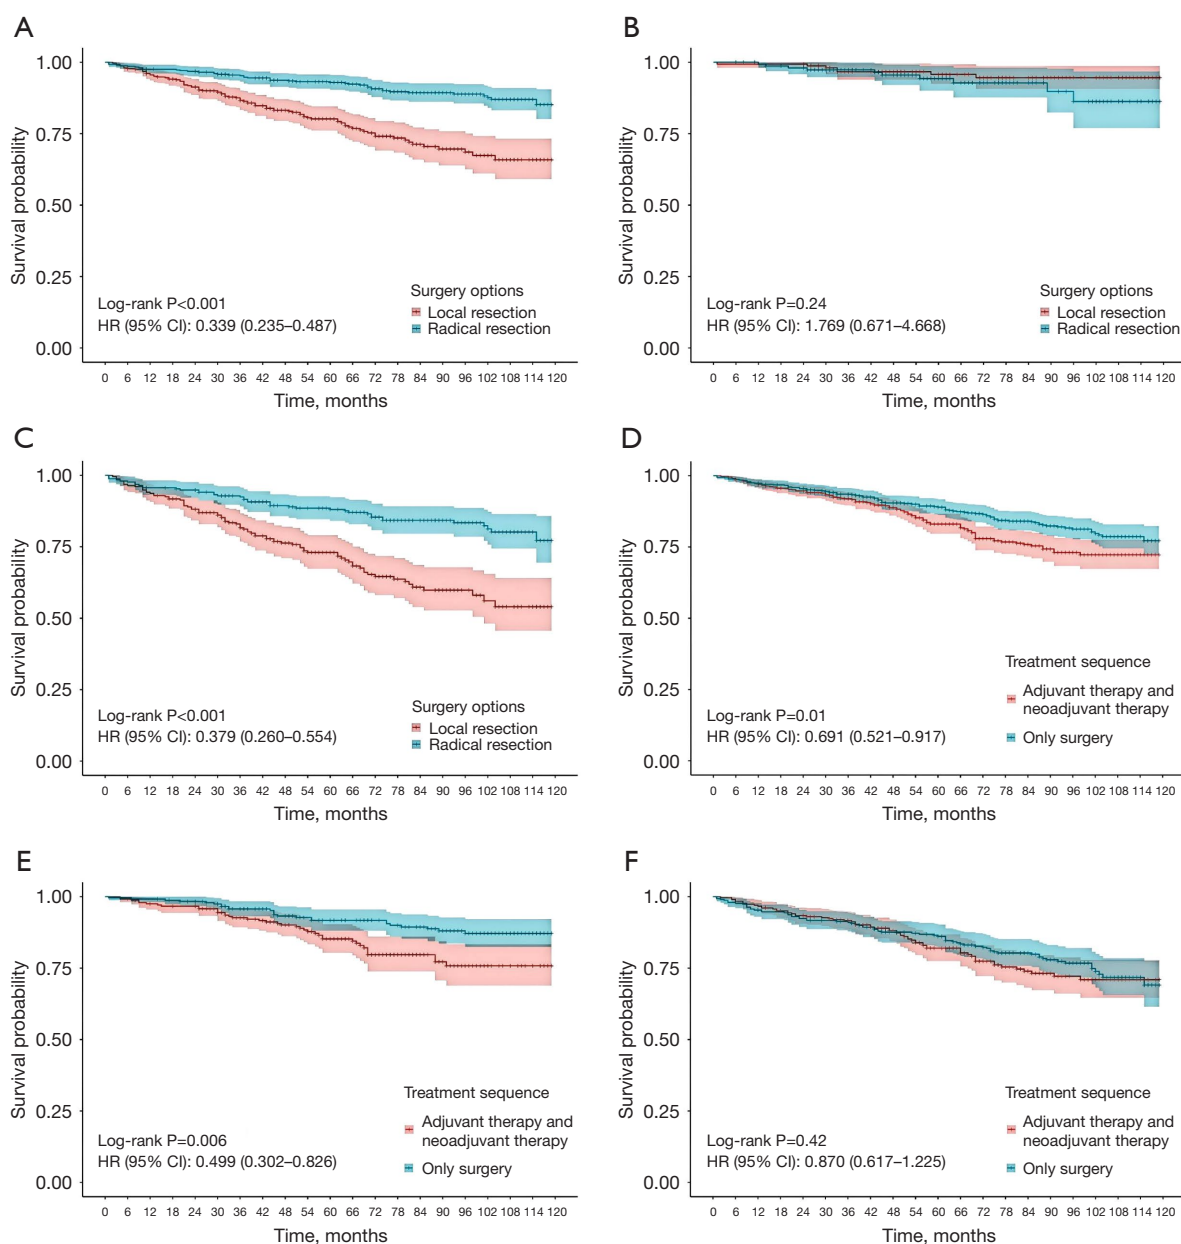 A
Survival probability
1.00
0.75
0.50
0.25
0.00
Log-rank P<0.001
HR (95% CI): 0.339 (0.235–0.487)
Surgery options
Local resection
Radical resection
0 6 12 18 24 30 36 42 48 54 60 66 72 78 84 90 96 102 108 114 120
Time, months
B
Survival probability
1.00
0.75
0.50
0.25
0.00
Log-rank P=0.24
HR (95% CI): 1.769 (0.671–4.668)
Surgery options
Local resection
Radical resection
0 6 12 18 24 30 36 42 48 54 60 66 72 78 84 90 96 102 108 114 120
Time, months
C
Survival probability
1.00
0.75
0.50
0.25
0.00
Log-rank P<0.001
HR (95% CI): 0.379 (0.260–0.554)
Surgery options
Local resection
Radical resection
0 6 12 18 24 30 36 42 48 54 60 66 72 78 84 90 96 102 108 114 120
Time, months
D
Survival probability
1.00
0.75
0.50
0.25
0.00
Log-rank P=0.01
HR (95% CI): 0.691 (0.521–0.917)
Treatment sequence
Adjuvant therapy and
neoadjuvant therapy
Only surgery
0 6 12 18 24 30 36 42 48 54 60 66 72 78 84 90 96 102 108 114 120
Time, months
E
Survival probability
1.00
0.75
0.50
0.25
0.00
Log-rank P=0.006
HR (95% CI): 0.499 (0.302–0.826)
Treatment sequence
Adjuvant therapy and
neoadjuvant therapy
Only surgery
0 6 12 18 24 30 36 42 48 54 60 66 72 78 84 90 96 102 108 114 120
Time, months
F
Survival probability
1.00
0.75
0.50
0.25
0.00
Log-rank P=0.42
HR (95% CI): 0.870 (0.617–1.225)
Treatment sequence
Adjuvant therapy and
neoadjuvant therapy
Only surgery
0 6 12 18 24 30 36 42 48 54 60 66 72 78 84 90 96 102 108 114 120
Time, months